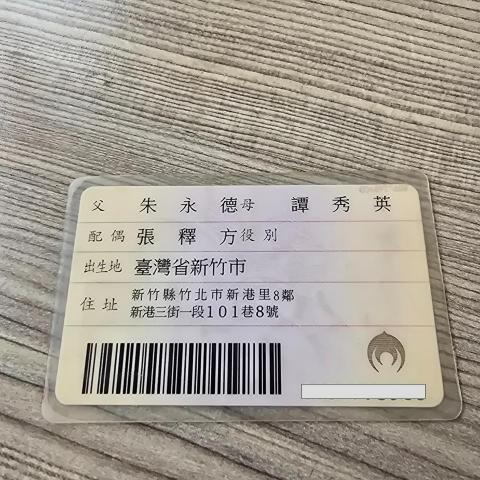 父 朱永德 母 譚秀英
配偶 張釋方 役別
出生地 臺灣省新竹市
住址 新竹縣竹北市新港里8鄰
新港三街一段101巷8號